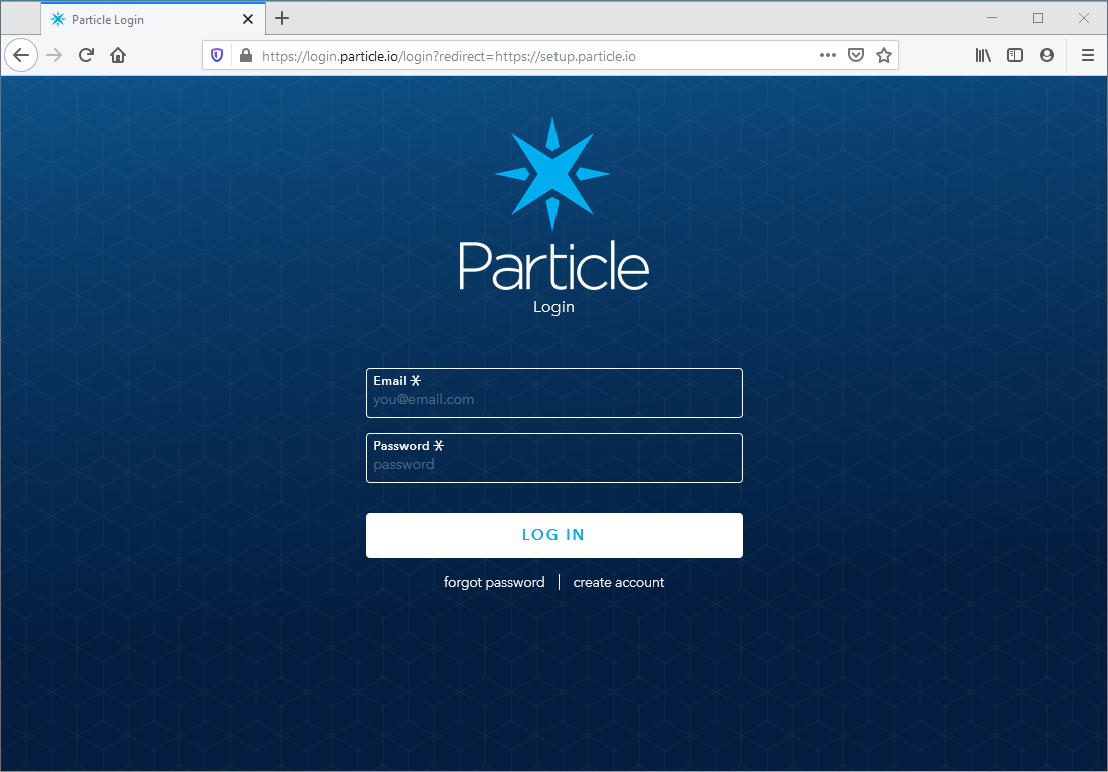 Particle Login
https://login.particle.io/login?redirect=https://setup.particle.io
Particle
Login
Email *
you@email.com
Password *
password
LOG IN
forgot password | create account